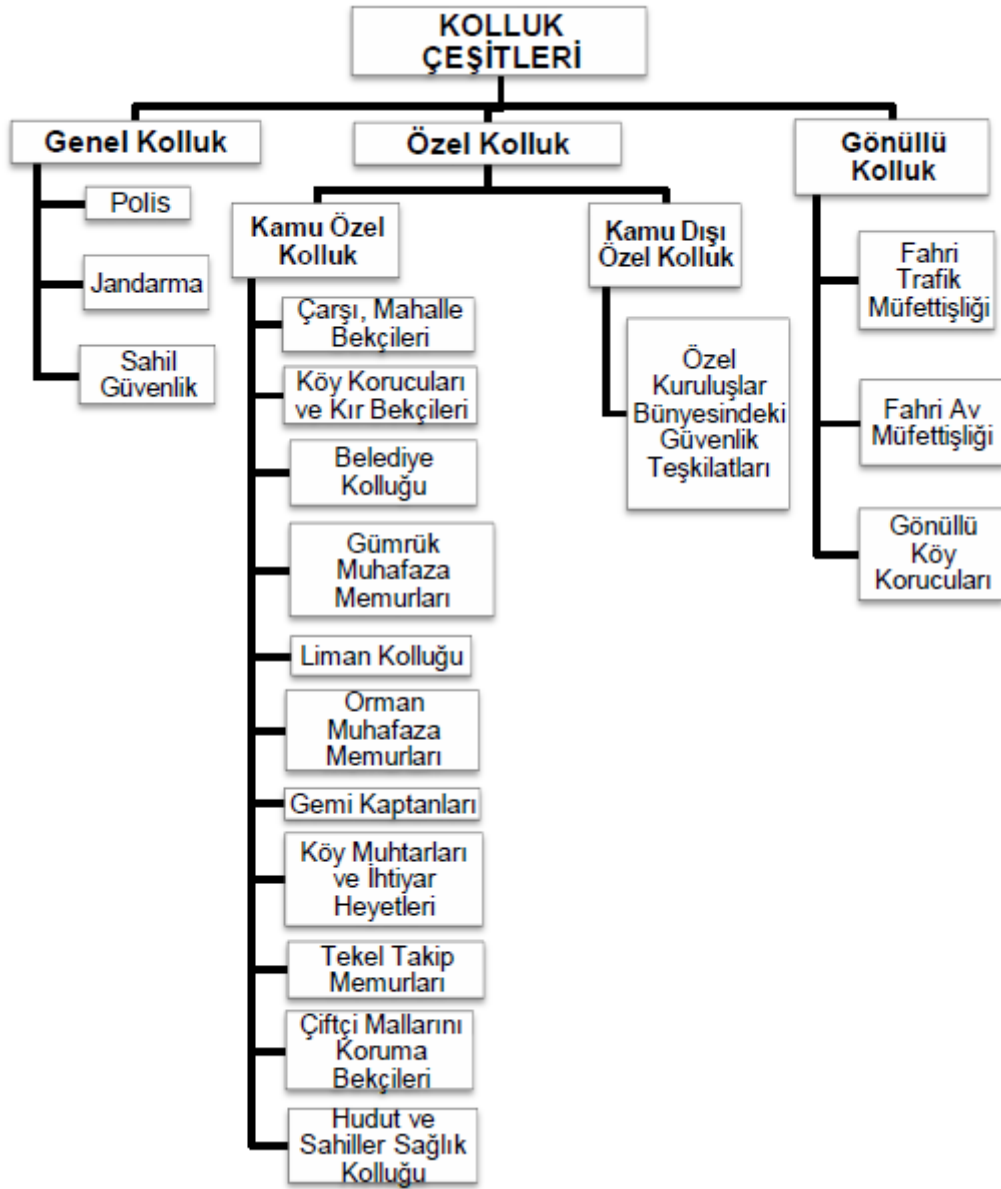 KOLLUK
ÇEŞİTLERİ
Genel Kolluk
Polis
Jandarma
Sahil
Güvenlik
Özel Kolluk
Kamu Özel
Kolluk
Çarşı, Mahalle
Bekçileri
Köy Korucuları
ve Kır Bekçileri
Belediye
Kolluğu
Gümrük
Muhafaza
Memurları
Liman Kolluğu
Orman
Muhafaza
Memurları
Gemi Kaptanları
Köy Muhtarları
ve İhtiyar
Heyetleri
Tekel Takip
Memurları
Çiftçi Mallarını
Koruma
Bekçileri
Hudut ve
Sahiller Sağlık
Kolluğu
Kamu Dışı
Özel Kolluk
Özel
Kuruluşlar
Bünyesindeki
Güvenlik
Teşkilatları
Gönüllü
Kolluk
Fahri
Trafik
Müfettişliği
Fahri Av
Müfettişliği
Gönüllü
Köy
Korucuları